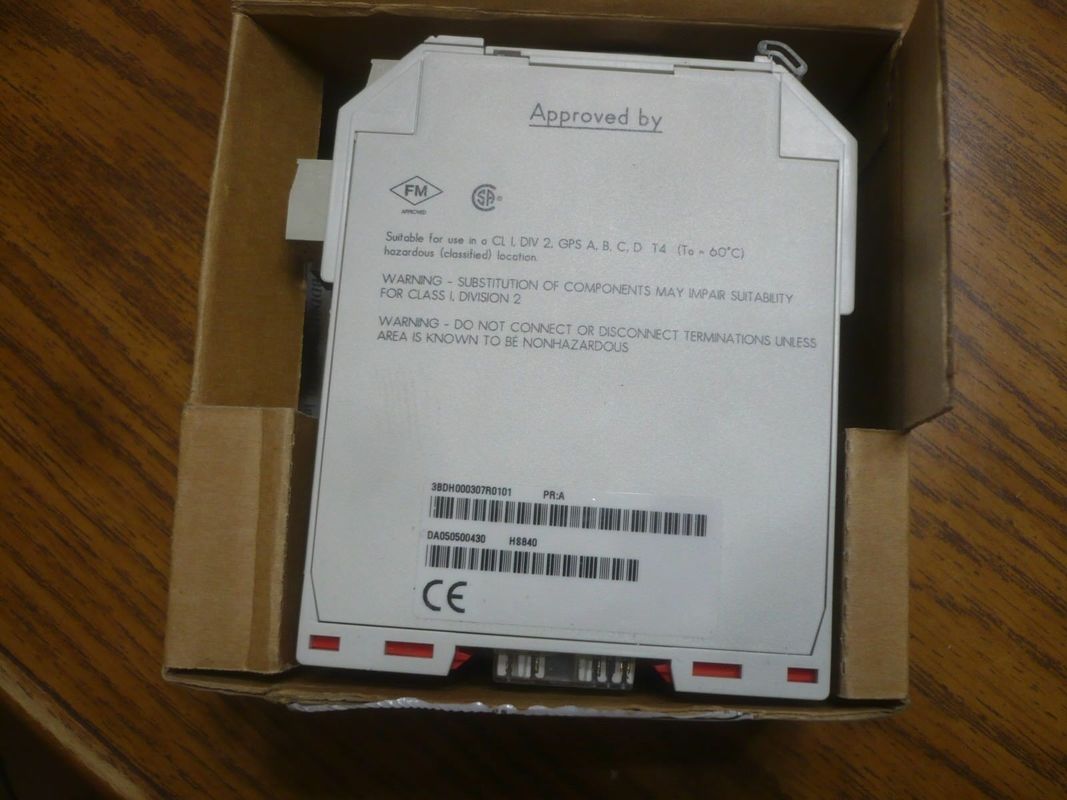 Approved by
FM
APPROVED
CSA
Suitable for use in a CL I, DIV 2, GPS A, B, C, D T4 (Ta = 60°C)
hazardous (classified) location.
WARNING - SUBSTITUTION OF COMPONENTS MAY IMPAIR SUITABILITY
FOR CLASS I, DIVISION 2
WARNING - DO NOT CONNECT OR DISCONNECT TERMINATIONS UNLESS
AREA IS KNOWN TO BE NONHAZARDOUS
3BDH000307R0101 PR:A
DA050500430 HS840
CE